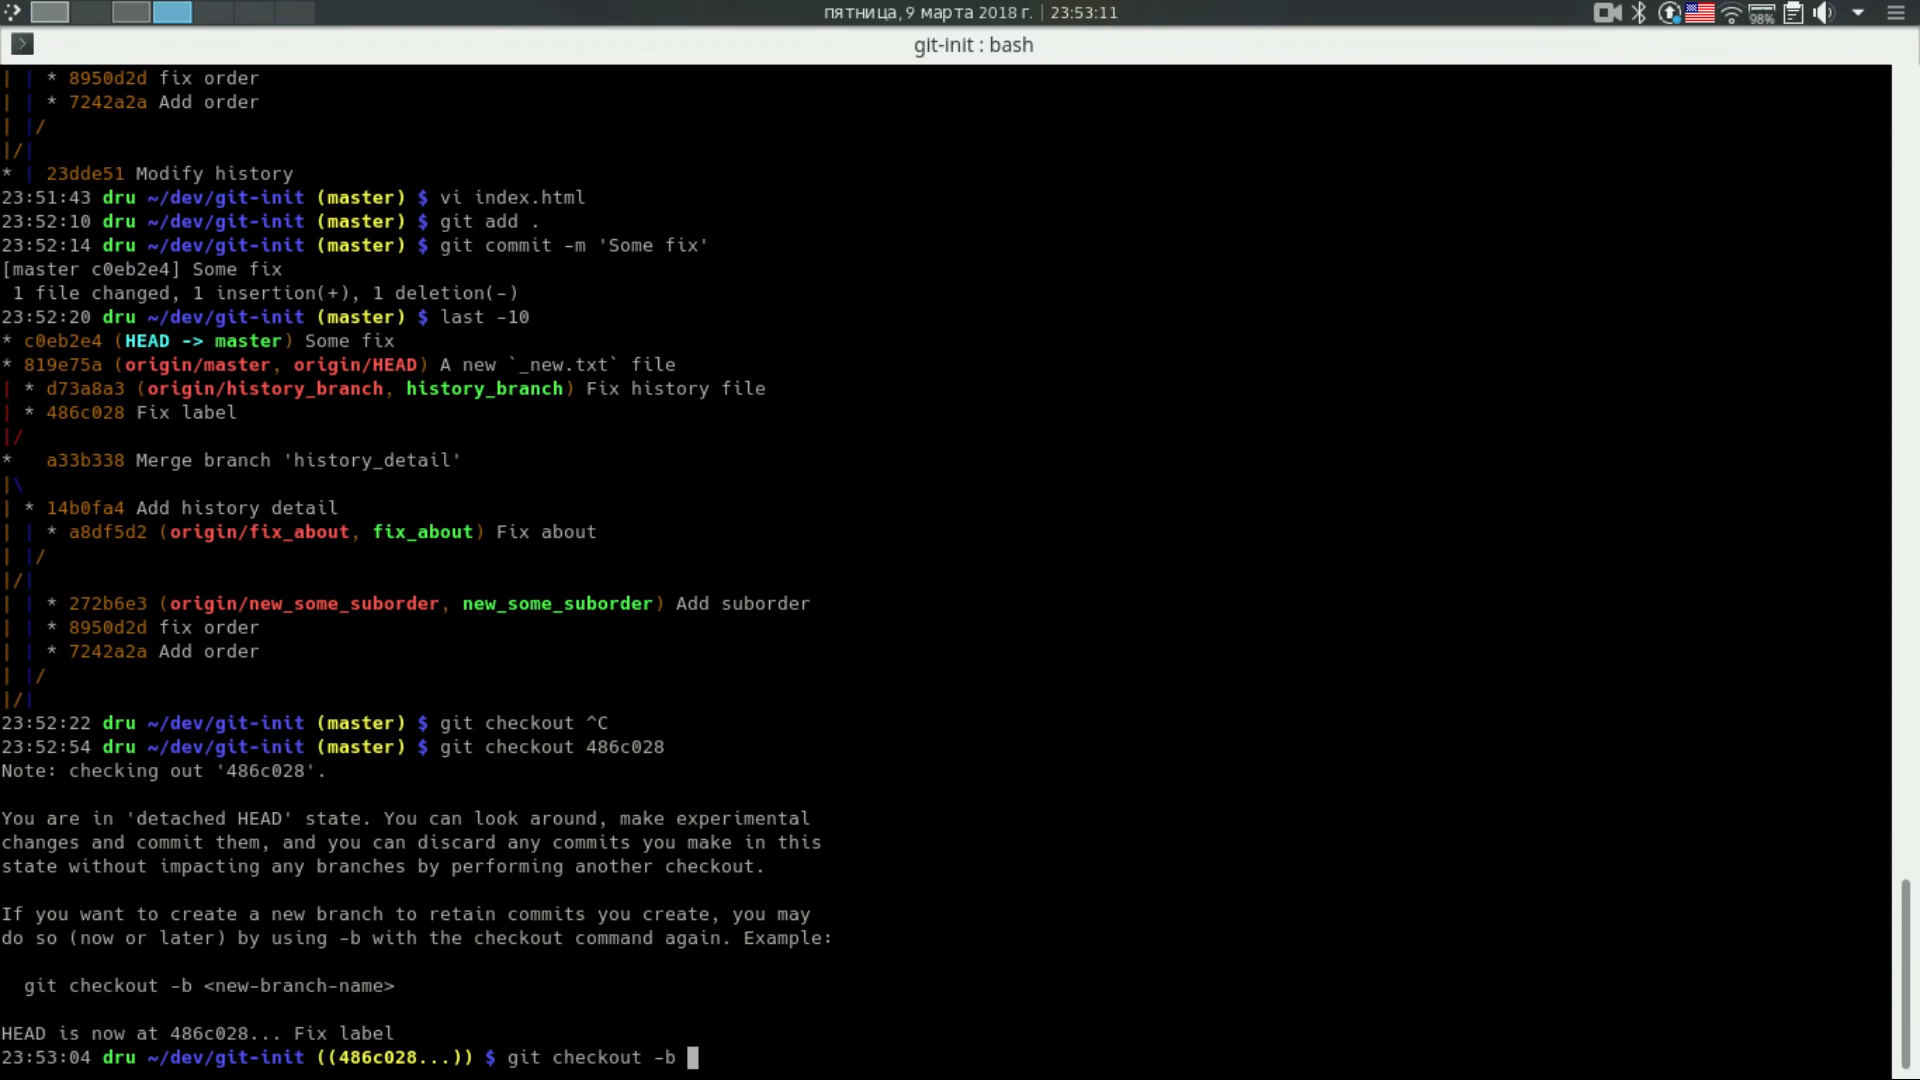 пятница, 9 марта 2018 г. | 23:53:11
98%
git-init : bash
| | * 8950d2d fix order
| | * 7242a2a Add order
| |/
|/|
* | 23dde51 Modify history
23:51:43 dru ~/dev/git-init (master) $ vi index.html
23:52:10 dru ~/dev/git-init (master) $ git add .
23:52:14 dru ~/dev/git-init (master) $ git commit -m 'Some fix'
[master c0eb2e4] Some fix
 1 file changed, 1 insertion(+), 1 deletion(-)
23:52:20 dru ~/dev/git-init (master) $ last -10
* c0eb2e4 (HEAD -> master) Some fix
* 819e75a (origin/master, origin/HEAD) A new `_new.txt` file
| * d73a8a3 (origin/history_branch, history_branch) Fix history file
| * 486c028 Fix label
|/
*   a33b338 Merge branch 'history_detail'
|\
| * 14b0fa4 Add history detail
| | * a8df5d2 (origin/fix_about, fix_about) Fix about
| |/
|/|
| | * 272b6e3 (origin/new_some_suborder, new_some_suborder) Add suborder
| | * 8950d2d fix order
| | * 7242a2a Add order
| |/
|/|
23:52:22 dru ~/dev/git-init (master) $ git checkout ^C
23:52:54 dru ~/dev/git-init (master) $ git checkout 486c028
Note: checking out '486c028'.
You are in 'detached HEAD' state. You can look around, make experimental
changes and commit them, and you can discard any commits you make in this
state without impacting any branches by performing another checkout.
If you want to create a new branch to retain commits you create, you may
do so (now or later) by using -b with the checkout command again. Example:
  git checkout -b <new-branch-name>
HEAD is now at 486c028... Fix label
23:53:04 dru ~/dev/git-init ((486c028...)) $ git checkout -b